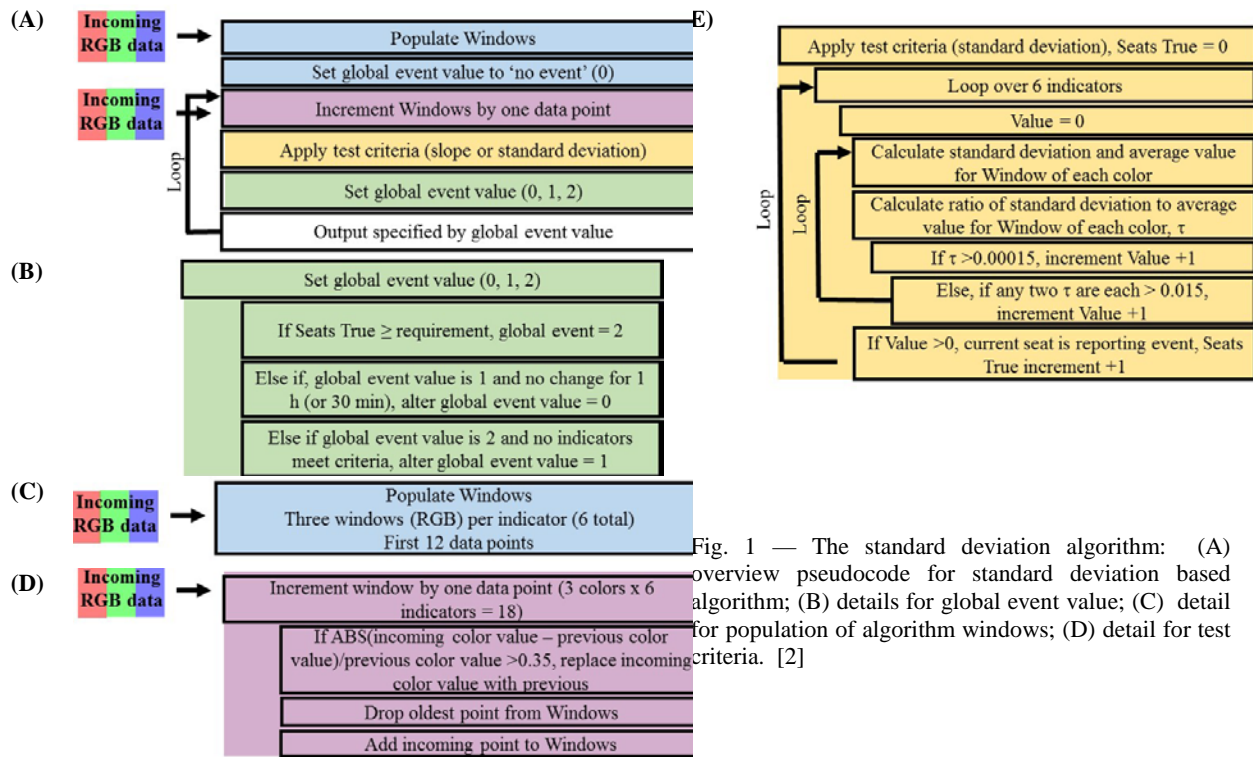 (A)
Incoming
RGB data
Populate Windows
Set global event value to ‘no event’ (0)
Incoming
RGB data
Increment Windows by one data point
Apply test criteria (slope or standard deviation)
Set global event value (0, 1, 2)
Output specified by global event value
Loop
(B)
Set global event value (0, 1, 2)
If Seats True ≥ requirement, global event = 2
Else if, global event value is 1 and no change for 1
h (or 30 min), alter global event value = 0
Else if global event value is 2 and no indicators
meet criteria, alter global event value = 1
(C)
Incoming
RGB data
Populate Windows
Three windows (RGB) per indicator (6 total)
First 12 data points
(D)
Incoming
RGB data
Increment window by one data point (3 colors x 6
indicators = 18)
If ABS(incoming color value – previous color
value)/previous color value >0.35, replace incoming
color value with previous
Drop oldest point from Windows
Add incoming point to Windows
E)
Apply test criteria (standard deviation), Seats True = 0
Loop over 6 indicators
Value = 0
Calculate standard deviation and average value
for Window of each color
Calculate ratio of standard deviation to average
value for Window of each color, τ
If τ >0.00015, increment Value +1
Else, if any two τ are each > 0.015,
increment Value +1
If Value >0, current seat is reporting event, Seats
True increment +1
Loop
Loop
Fig. 1 — The standard deviation algorithm: (A)
overview pseudocode for standard deviation based
algorithm; (B) details for global event value; (C) detail
for population of algorithm windows; (D) detail for test
criteria. [2]